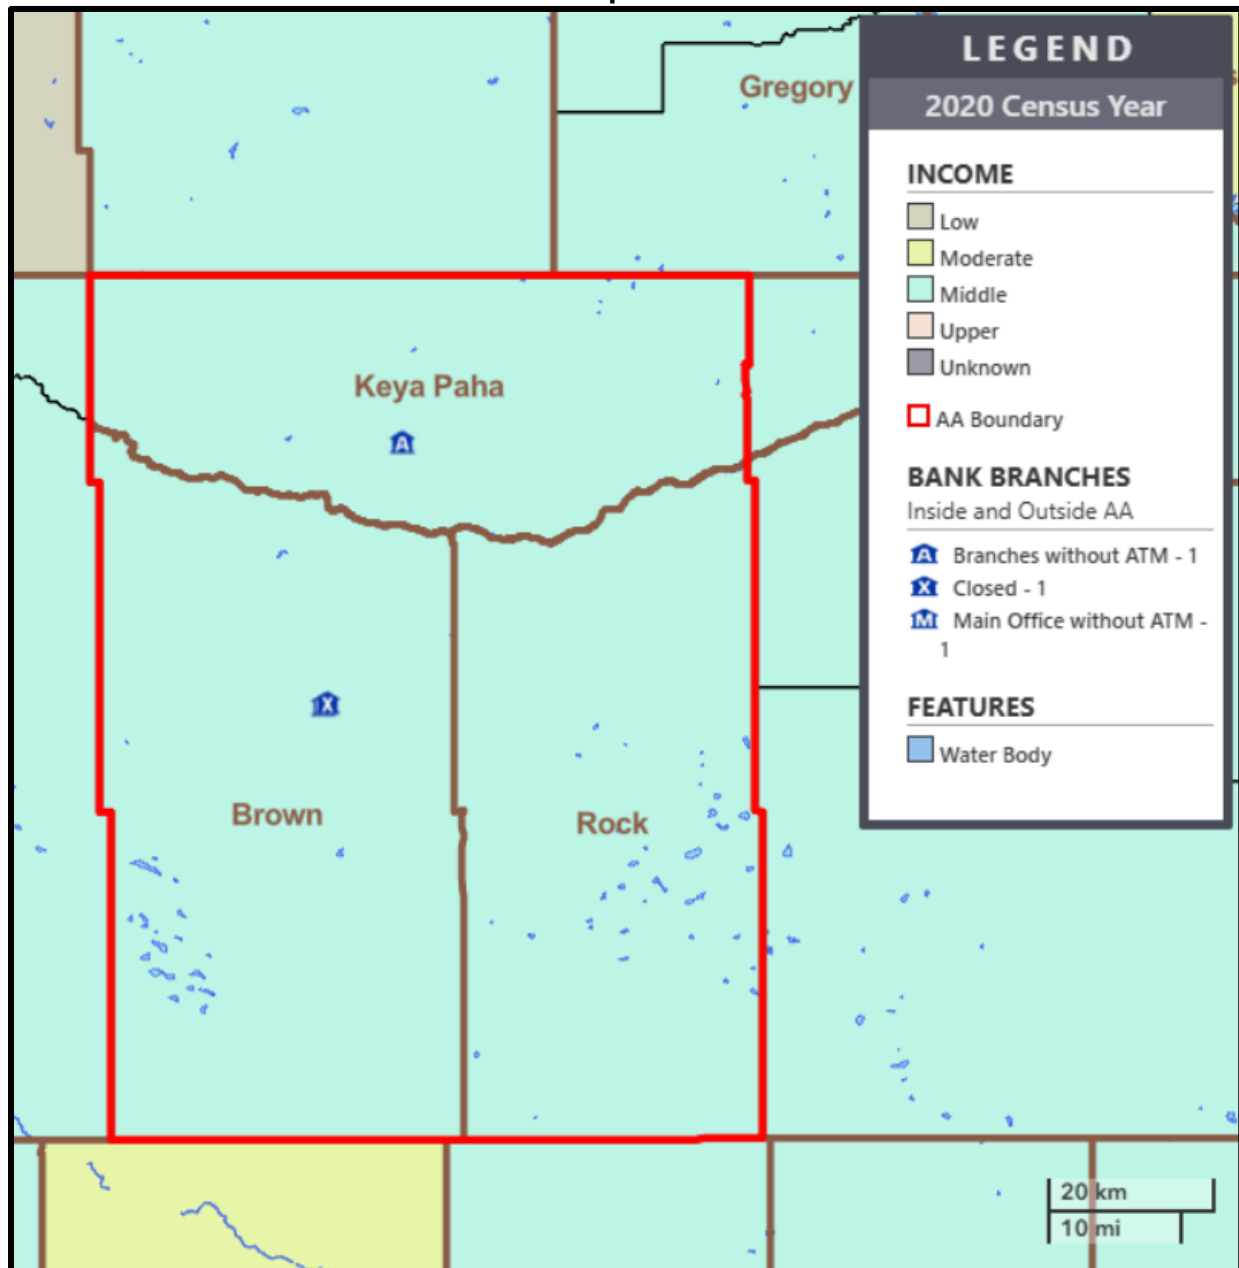 Gregory
Keya Paha
A
X
Brown
Rock
LEGEND
2020 Census Year
INCOME
Low
Moderate
Middle
Upper
Unknown
AA Boundary
BANK BRANCHES
Inside and Outside AA
A Branches without ATM - 1
X Closed - 1
M Main Office without ATM -
1
FEATURES
Water Body
20 km
10 mi